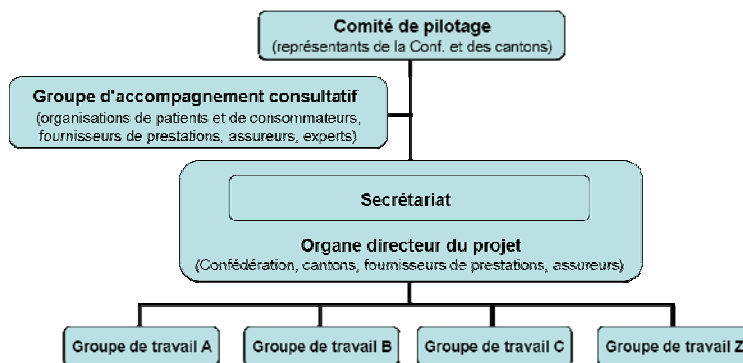 Comité de pilotage
(représentants de la Conf. et des cantons)
Groupe d'accompagnement consultatif
(organisations de patients et de consommateurs,
fournisseurs de prestations, assureurs, experts)
Secrétariat
Organe directeur du projet
(Confédération, cantons, fournisseurs de prestations, assureurs)
Groupe de travail A
Groupe de travail B
Groupe de travail C
Groupe de travail Z